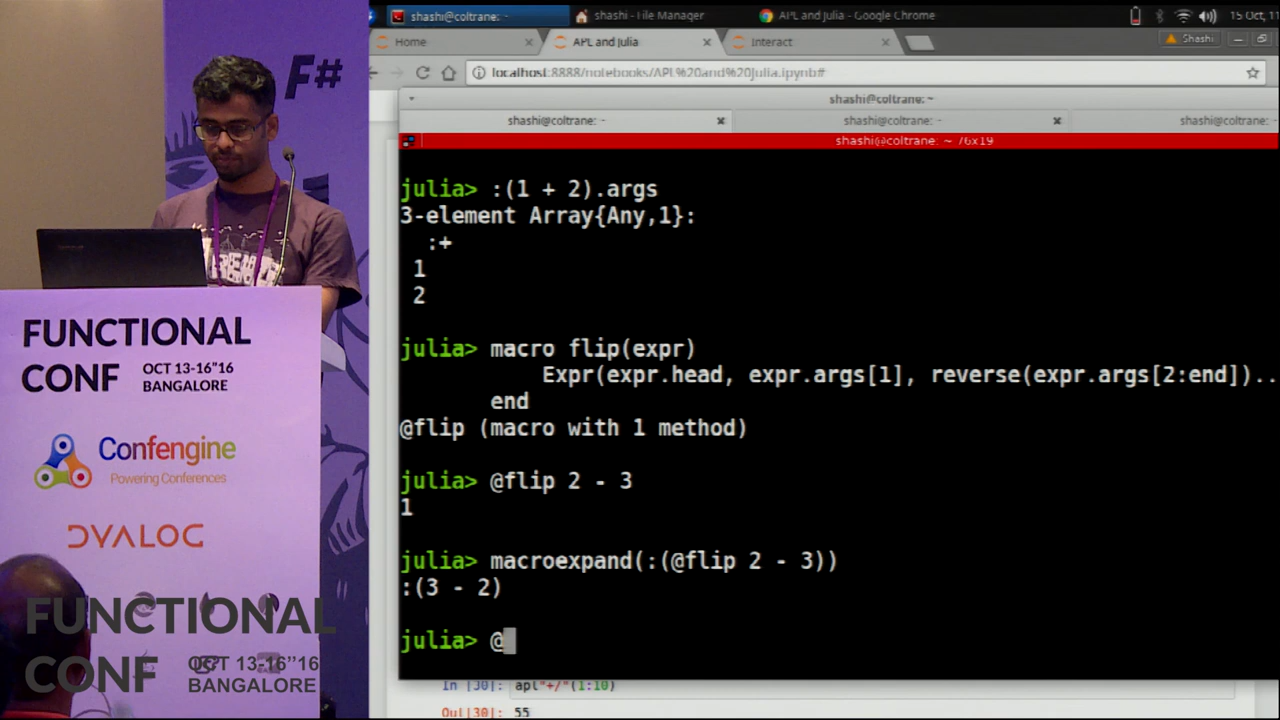 F#
FUNCTIONAL
CONF
OCT 13-16"16
BANGALORE
Confengine
Powering Conferences
DYALOG
FUNCTIONAL
CONF
OCT 13-16"16
BANGALORE
shashi@coltrane: ~
shashi - File Manager
APL and Julia - Google Chrome
15 Oct, 11
Home
APL and Julia
Interact
Shashi
localhost:8888/notebooks/APL%20and%20Julia.ipynb#
shashi@coltrane: ~
shashi@coltrane: ~
shashi@coltrane: ~
shashi@coltrane: ~
shashi@coltrane: ~ 76x19
julia> :(1 + 2).args
3-element Array{Any,1}:
:+
1
2
julia> macro flip(expr)
Expr(expr.head, expr.args[1], reverse(expr.args[2:end])..
end
@flip (macro with 1 method)
julia> @flip 2 - 3
1
julia> macroexpand(:(@flip 2 - 3))
:(3 - 2)
julia> @
In [30]: apl"+/"(1:10)
Out[30]: 55